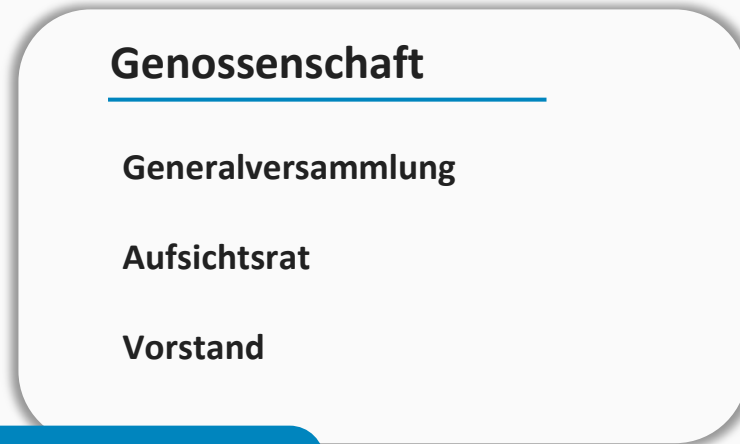 Genossenschaft
Generalversammlung
Aufsichtsrat
Vorstand